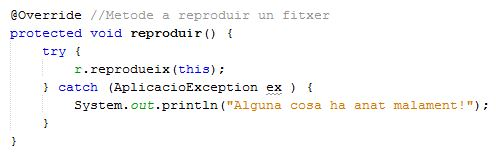 @Override //Metode a reproduir un fitxer
protected void reproduir() {
try {
r.reprodueix(this);
} catch (AplicacioException ex ) {
System.out.println("Alguna cosa ha anat malament!");
}
}